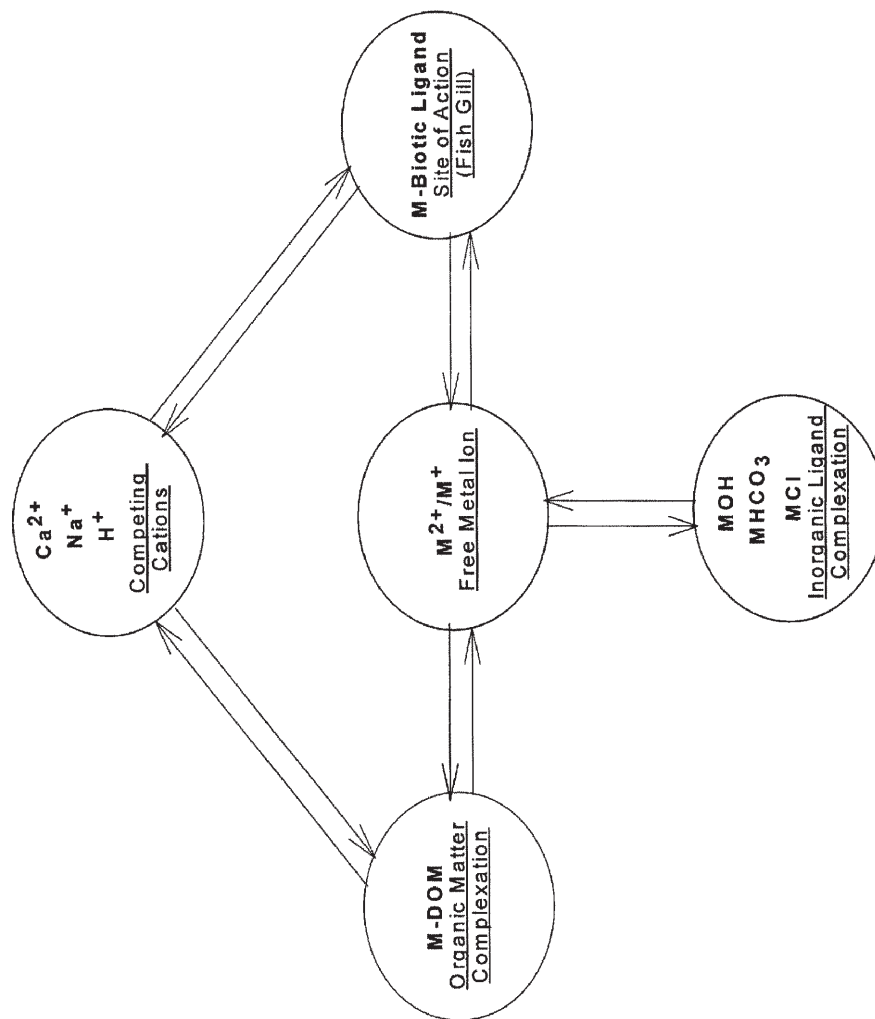 Ca2+
Na+
H+
Competing
Cations
M-DOM
Organic Matter
Complexation
M2+/M+
Free Metal Ion
M-Biotic Ligand
Site of Action
(Fish Gill)
MOH
MHCO3
MCl
Inorganic Ligand
Complexation